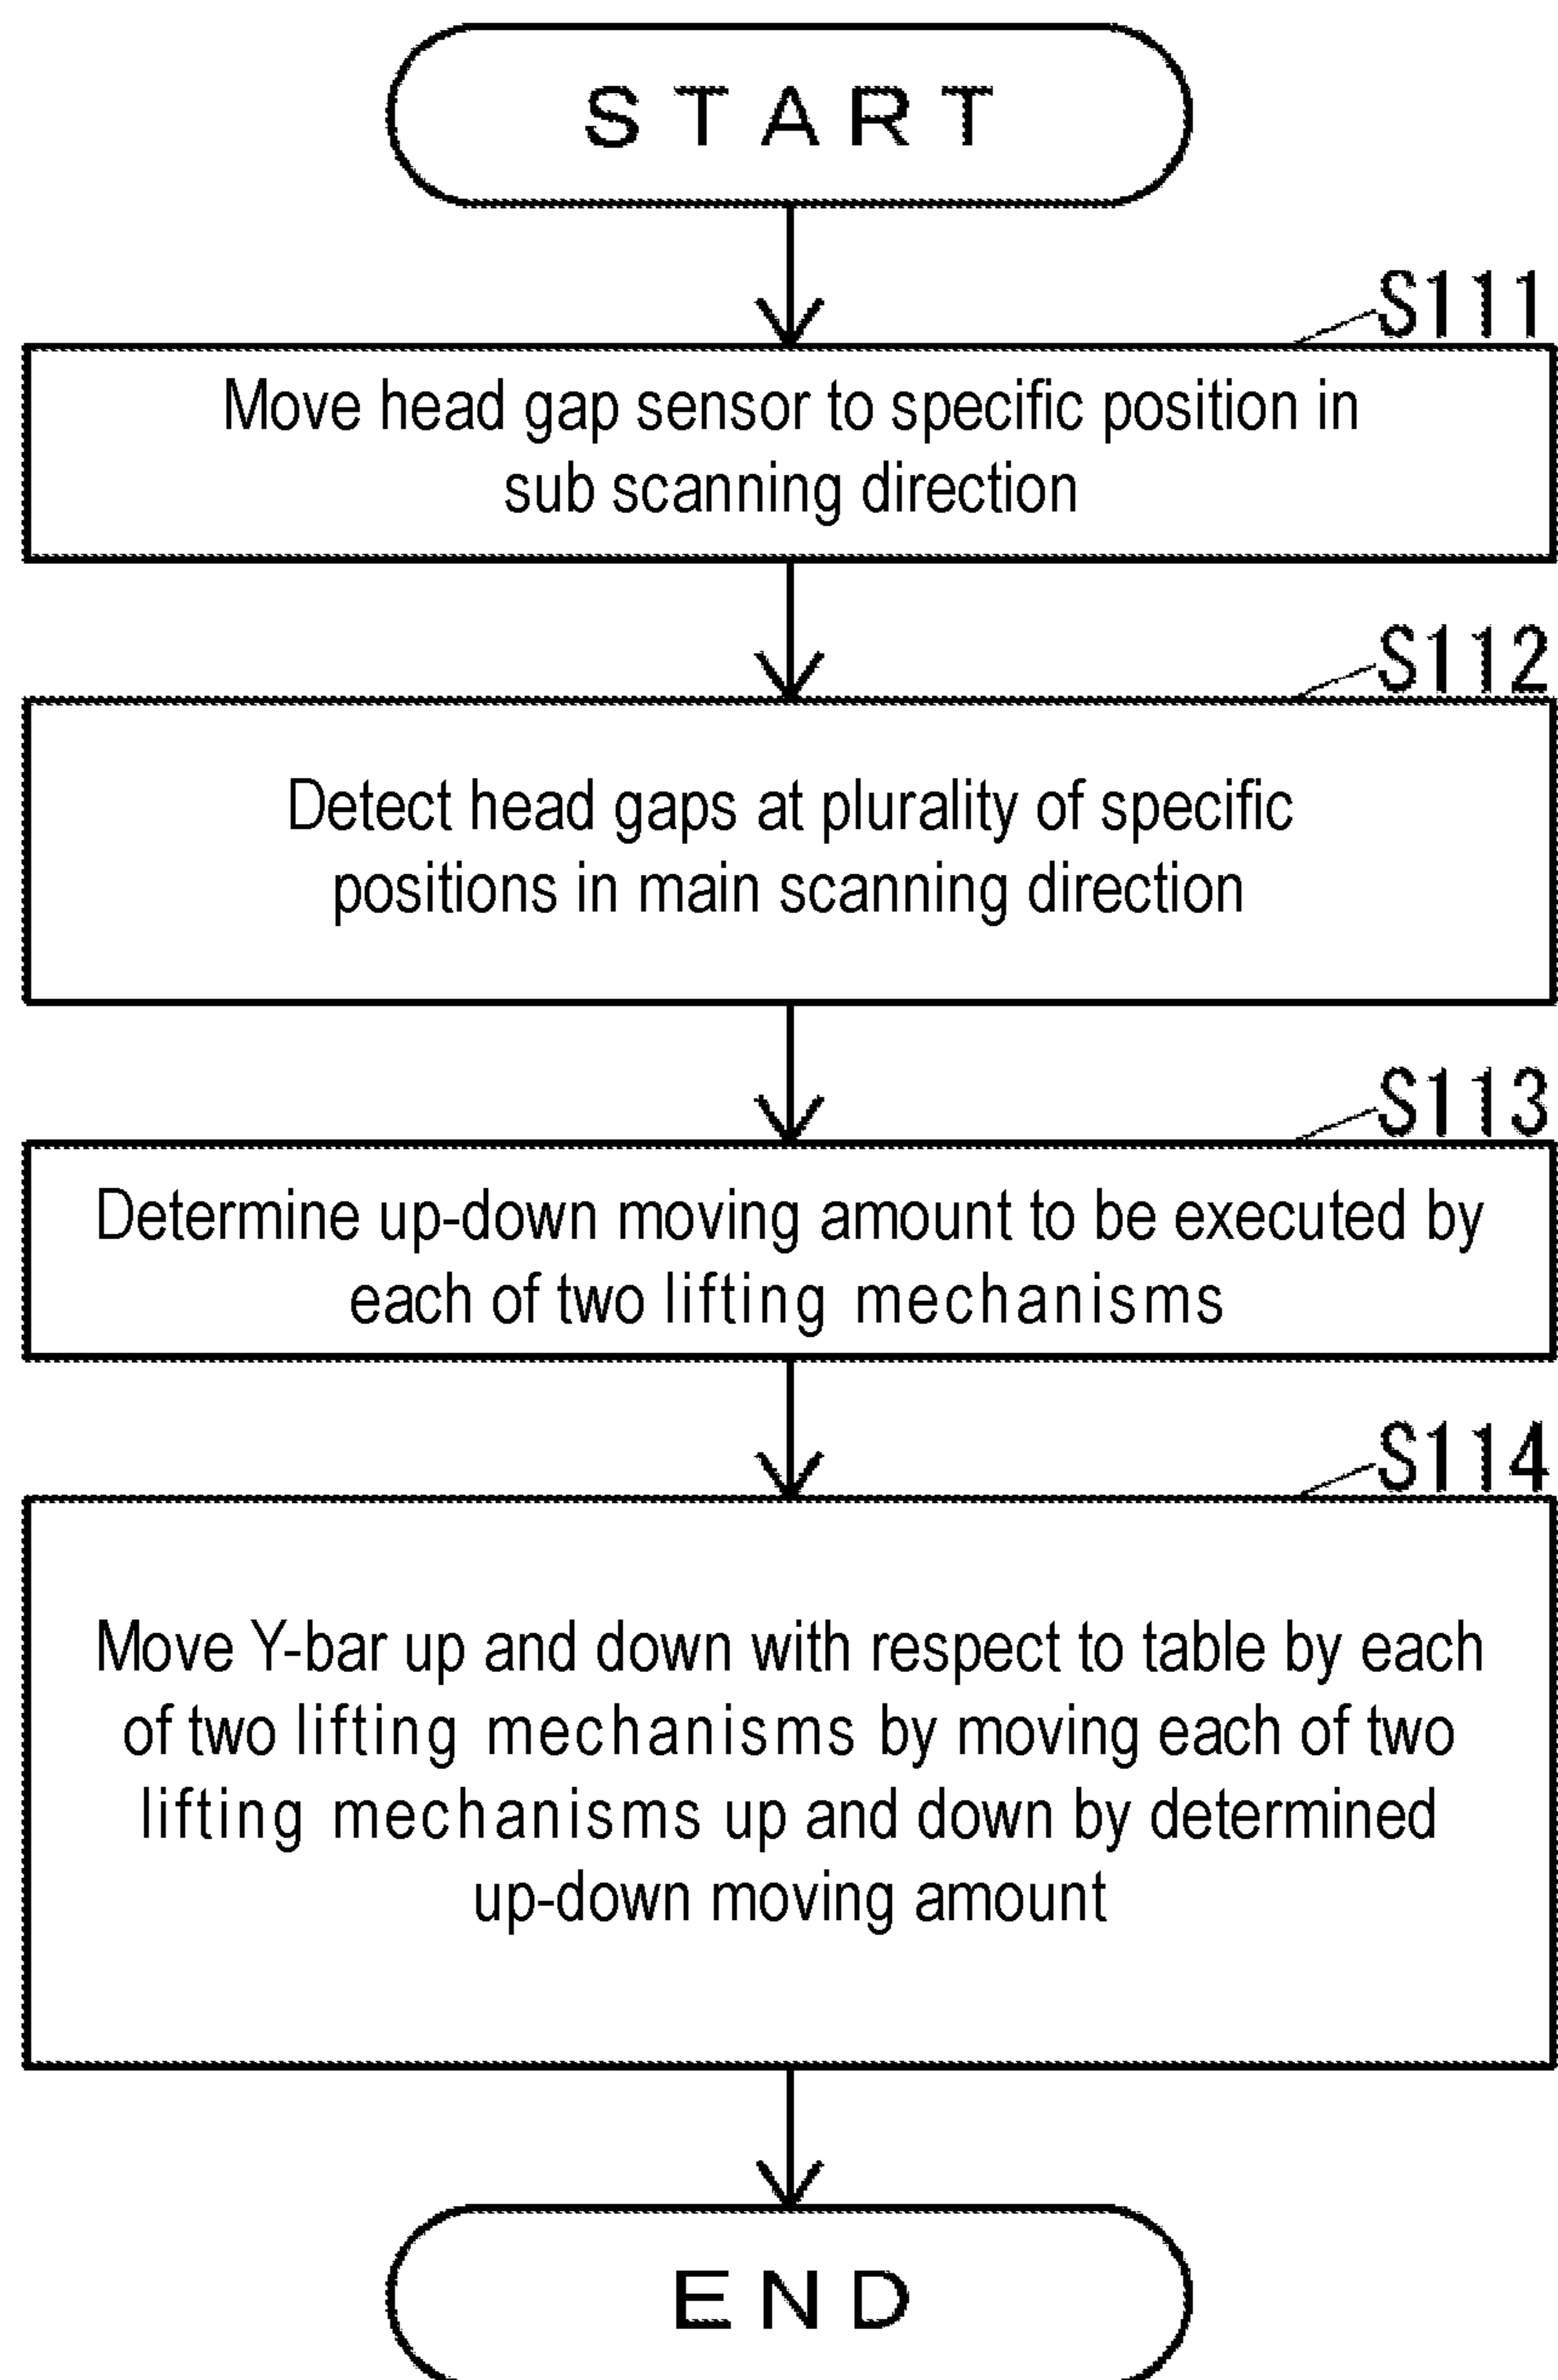 START
S111
Move head gap sensor to specific position in
sub scanning direction
S112
Detect head gaps at plurality of specific
positions in main scanning direction
S113
Determine up-down moving amount to be executed by
each of two lifting mechanisms
S114
Move Y-bar up and down with respect to table by each
of two lifting mechanisms by moving each of two
lifting mechanisms up and down by determined
up-down moving amount
END